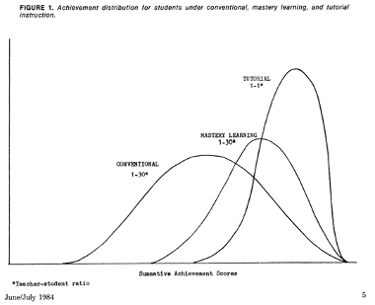 FIGURE 1. Achievement distribution for students under conventional, mastery learning, and tutorial
instruction.
TUTORIAL
1-1*
MASTERY LEARNING
1-30*
CONVENTIONAL
1-30*
Summative Achievement Scores
*Teacher-student ratio
June/July 1984
5